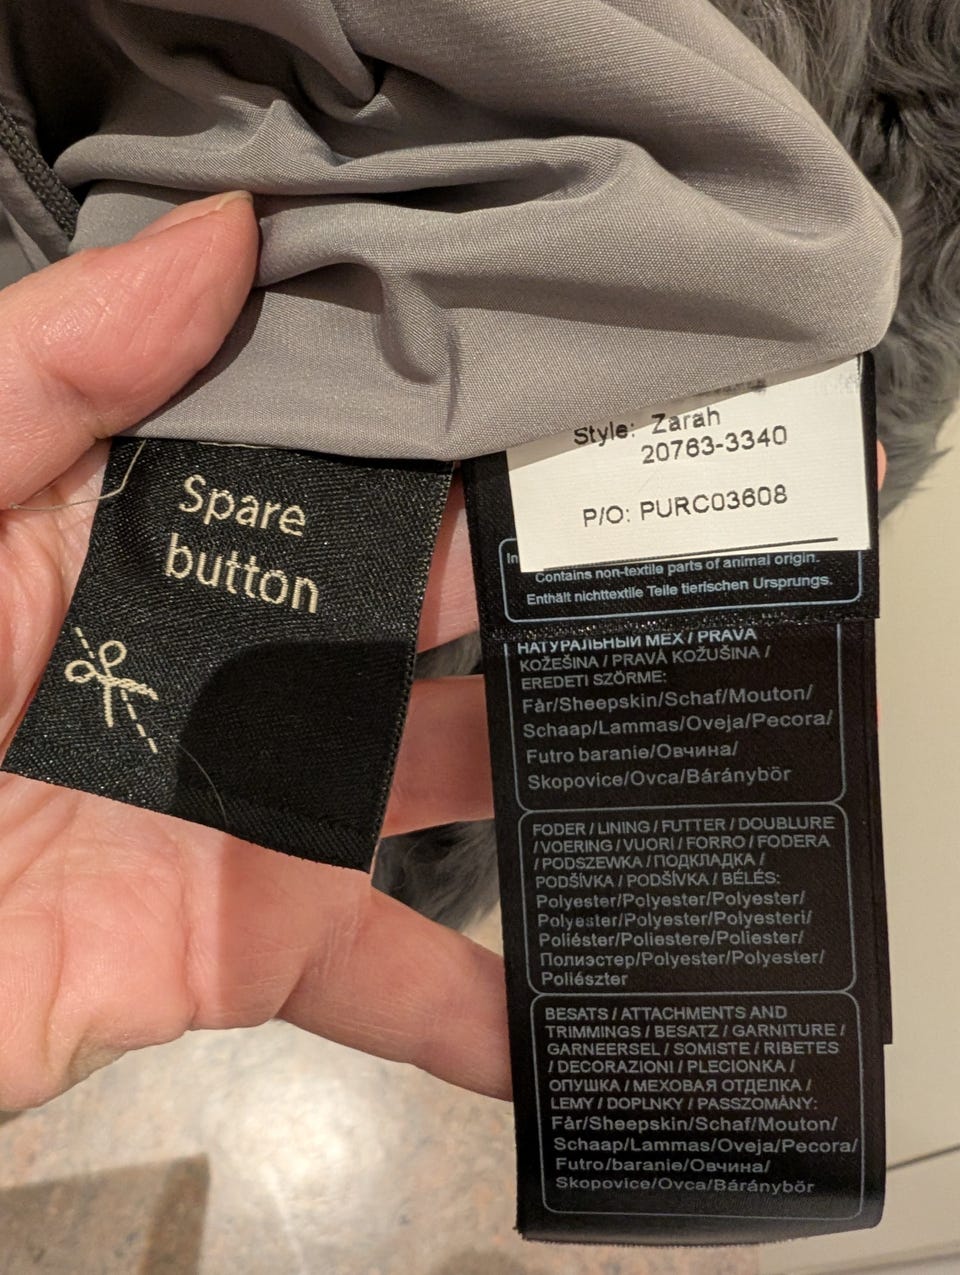 Spare
button
Style: Zarah
20763-3340
P/O: PURC03608
In
Contains non-textile parts of animal origin.
Enthält nichttextile Teile tierischen Ursprungs.
НАТУРАЛЬНЫЙ МЕХ / PRAVÁ
KOŽEŠINA / PRAVÁ KOŽUŠINA /
EREDETI SZÖRME:
Får/Sheepskin/Schaf/Mouton/
Schaap/Lammas/Oveja/Pecora/
Futro baranie/Овчина/
Skopovice/Ovca/Báránybör
FODER / LINING / FUTTER / DOUBLURE
/ VOERING / VUORI / FORRO / FODERA
/ PODSZEWKA / ПОДКЛАДКА /
PODŠÍVKA / PODŠÍVKA / BÉLÉS:
Polyester/Polyester/Polyester/
Polyester/Polyester/Polyesteri/
Poliéster/Poliestere/Poliester/
Полиэстер/Polyester/Polyester/
Poliészter
BESATS / ATTACHMENTS AND
TRIMMINGS / BESATZ / GARNITURE /
GARNEERSEL / SOMISTE / RIBETES
/ DECORAZIONI / PLECIONKA /
ОПУШКА / МЕХОВАЯ ОТДЕЛКА /
LEMY / DOPLNKY / PASSZOMÁNY:
Får/Sheepskin/Schaf/Mouton/
Schaap/Lammas/Oveja/Pecora/
Futro/baranie/Овчина/
Skopovice/Ovca/Báránybör